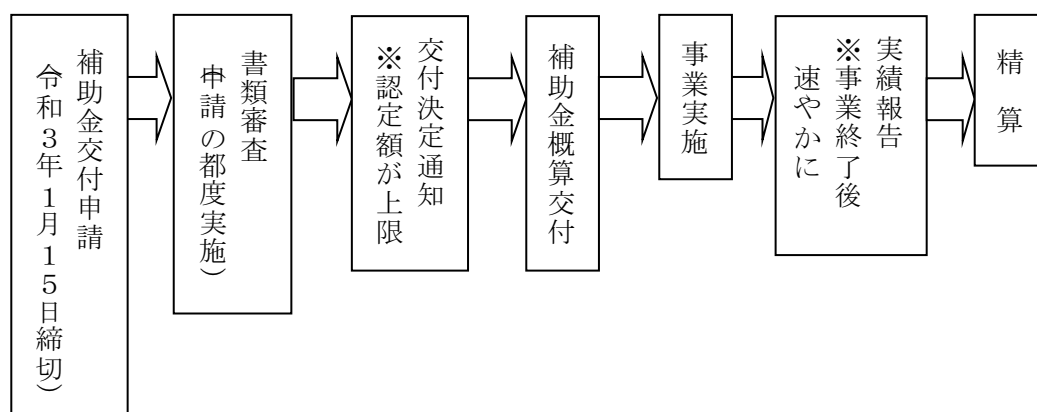 補助金交付申請
（令和３年１月１５日締切）
書類審査
（申請の都度実施）
交付決定通知
※認定額が上限
補助金概算交付
事業実施
実績報告
※事業終了後
速やかに
精　算